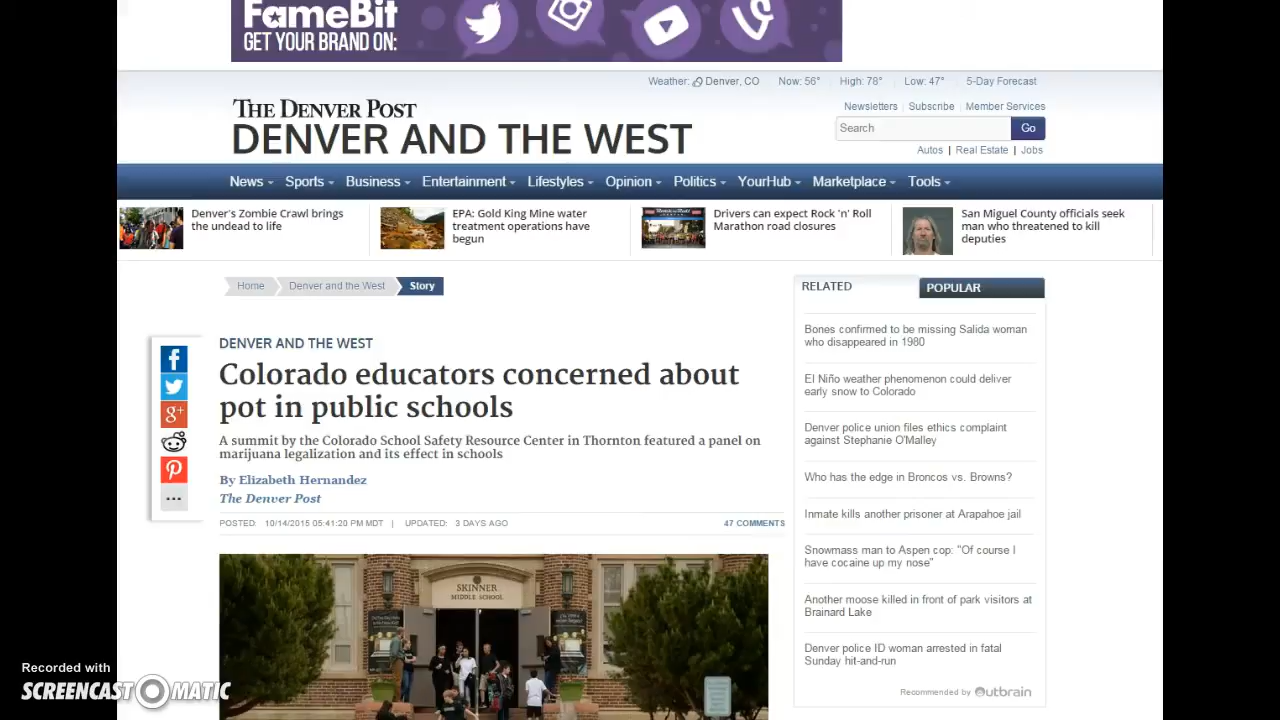 FameBit
GET YOUR BRAND ON:
Weather: Denver, CO Now: 56° High: 78° Low: 47° 5-Day Forecast
THE DENVER POST
DENVER AND THE WEST
Newsletters | Subscribe | Member Services
Search Go
Autos | Real Estate | Jobs
News Sports Business Entertainment Lifestyles Opinion Politics YourHub Marketplace Tools
Denver's Zombie Crawl brings
the undead to life
EPA: Gold King Mine water
treatment operations have
begun
Drivers can expect Rock 'n'l Roll
Marathon road closures
San Miguel County officials seek
man who threatened to kill
deputies
Home Denver and the West Story
DENVER AND THE WEST
Colorado educators concerned about
pot in public schools
A summit by the Colorado School Safety Resource Center in Thornton featured a panel on
marijuana legalization and its effect in schools
By Elizabeth Hernandez
The Denver Post
POSTED: 10/14/2015 05:41:20 PM MDT | UPDATED: 3 DAYS AGO 47 COMMENTS
SKINNER
MIDDLE SCHOOL
RELATED POPULAR
Bones confirmed to be missing Salida woman
who disappeared in 1980
El Niño weather phenomenon could deliver
early snow to Colorado
Denver police union files ethics complaint
against Stephanie O'Malley
Who has the edge in Broncos vs. Browns?
Inmate kills another prisoner at Arapahoe jail
Snowmass man to Aspen cop: "Of course I
have cocaine up my nose"
Another moose killed in front of park visitors at
Brainard Lake
Denver police ID woman arrested in fatal
Sunday hit-and-run
Recommended by Outbrain
Recorded with
SCREENCAST-O-MATIC